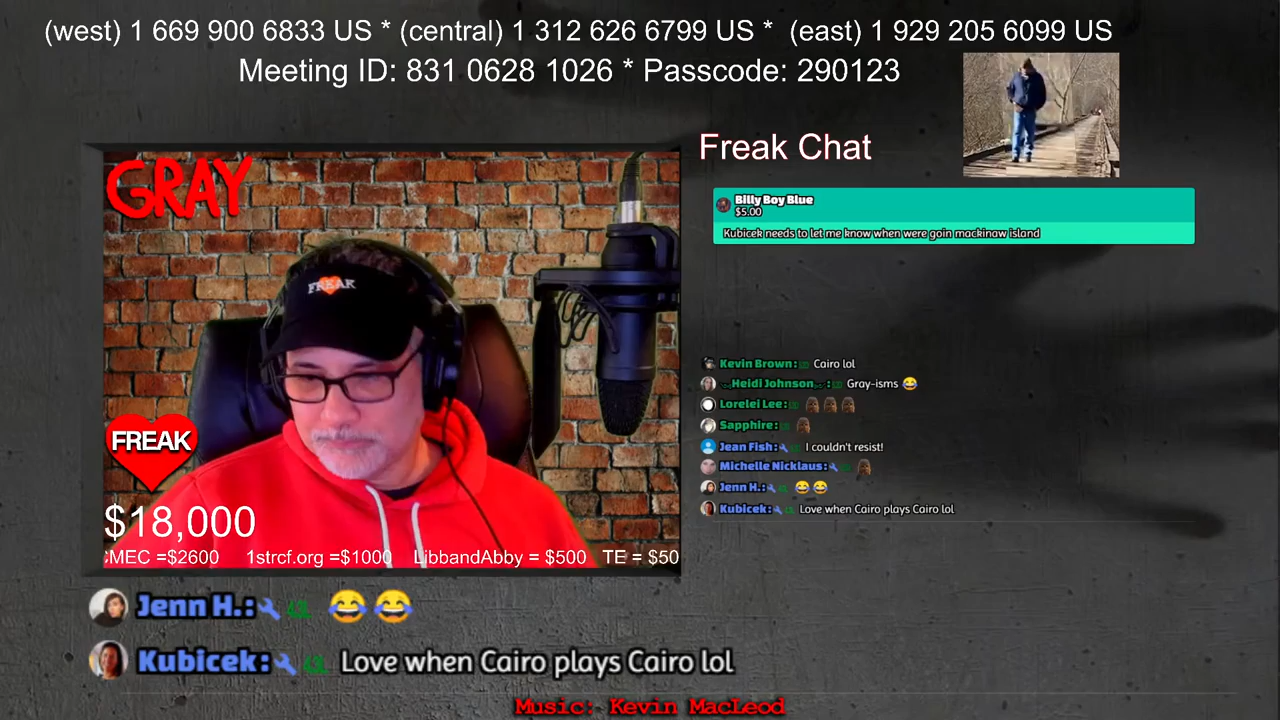 (west) 1 669 900 6833 US * (central) 1 312 626 6799 US * (east) 1 929 205 6099 US
Meeting ID: 831 0628 1026 * Passcode: 290123
GRAY
FREAK
FREAK
$18,000
MEC =$2600 1strcf.org =$1000 LibbandAbby = $500 TE = $50
Freak Chat
Billy Boy Blue
$5.00
Kubicek needs to let me know when were goin mackinaw island
Kevin Brown: Cairo lol
Heidi Johnson: Gray-isms 😂
Lorelei Lee:
Sapphire:
Jean Fish: I couldn't resist!
Michelle Nicklaus:
Jenn H.: 😂 😂
Kubicek: Love when Cairo plays Cairo lol
Jenn H.: 😂 😂
Kubicek: Love when Cairo plays Cairo lol
Music: Kevin MacLeod